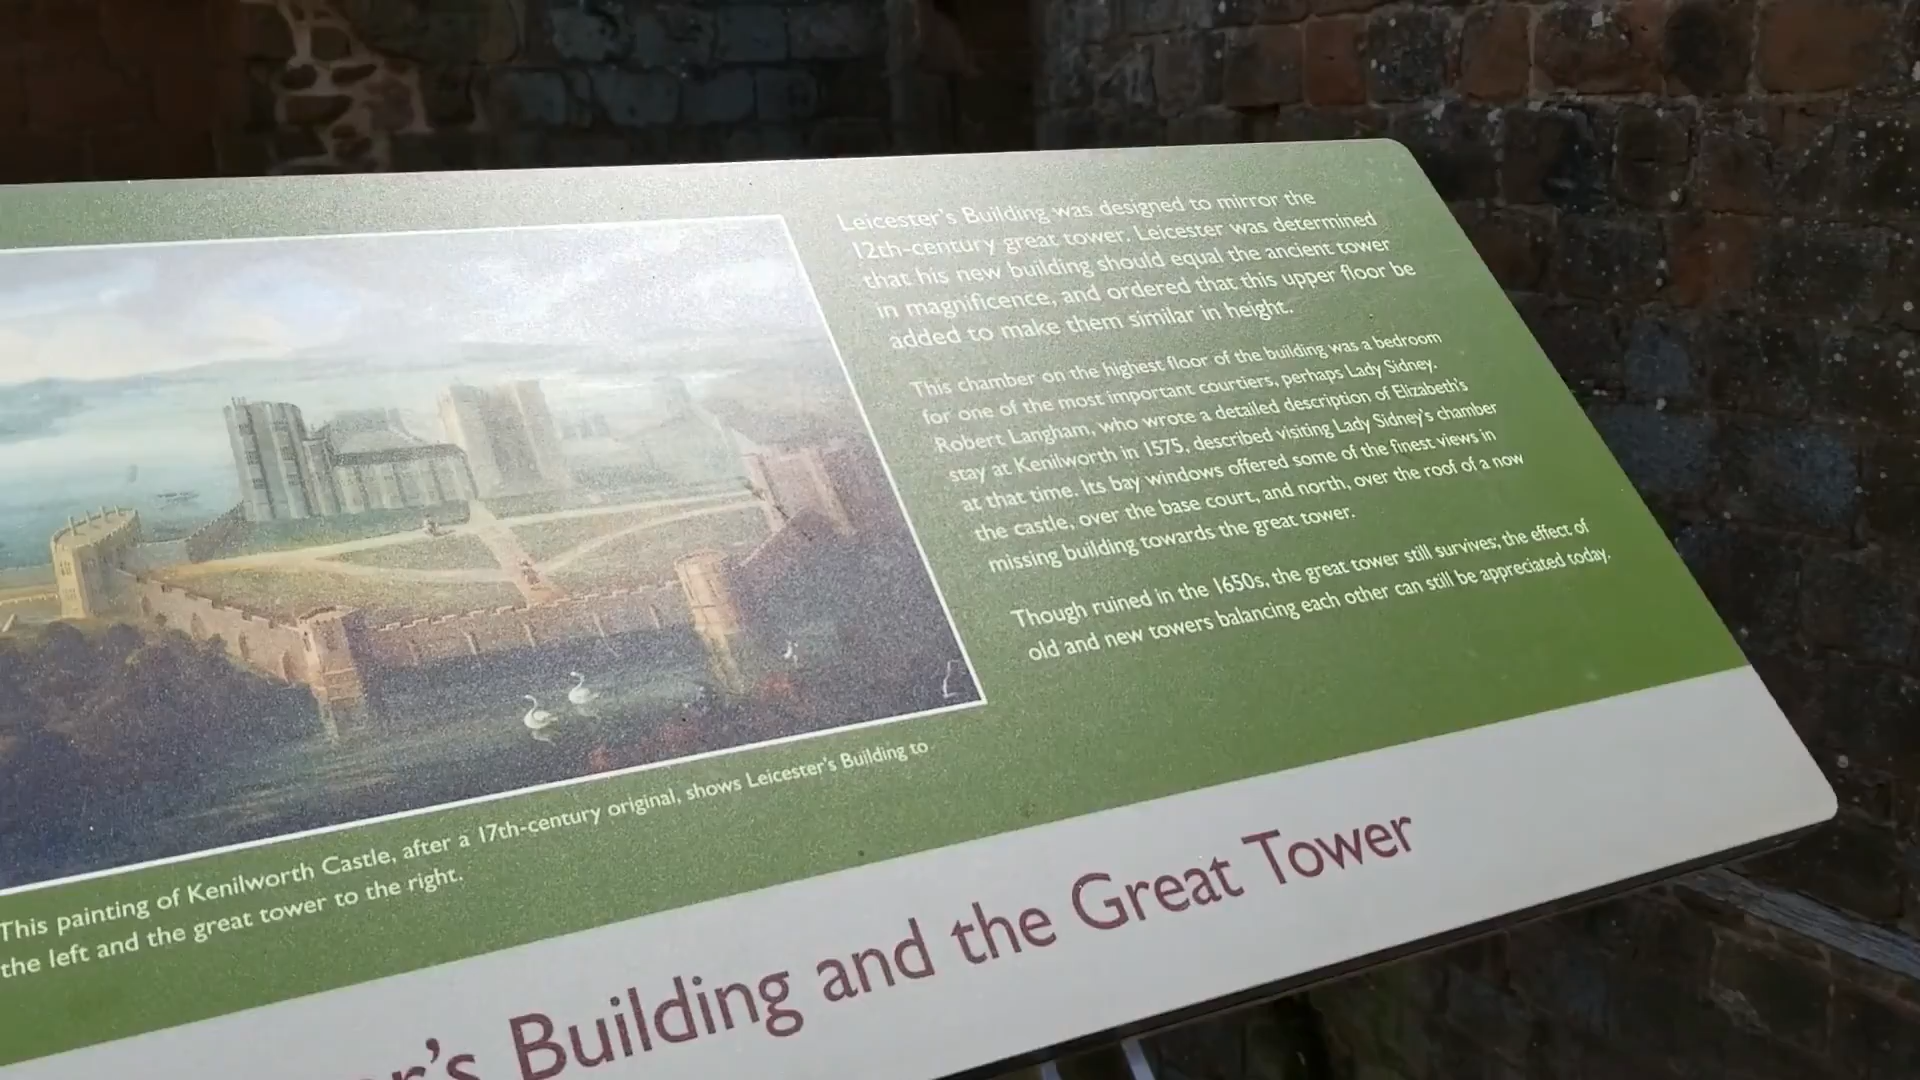 Leicester's Building was designed to mirror the
12th-century great tower. Leicester was determined
that his new building should equal the ancient tower
in magnificence, and ordered that this upper floor be
added to make them similar in height.
This chamber on the highest floor of the building was a bedroom
for one of the most important courtiers, perhaps Lady Sidney.
Robert Langham, who wrote a detailed description of Elizabeth's
stay at Kenilworth in 1575, described visiting Lady Sidney's chamber
at that time. Its bay windows offered some of the finest views in
the castle, over the base court, and north, over the roof of a now
missing building towards the great tower.
Though ruined in the 1650s, the great tower still survives; the effect of
old and new towers balancing each other can still be appreciated today.
This painting of Kenilworth Castle, after a 17th-century original, shows Leicester's Building to
the left and the great tower to the right.
r's Building and the Great Tower